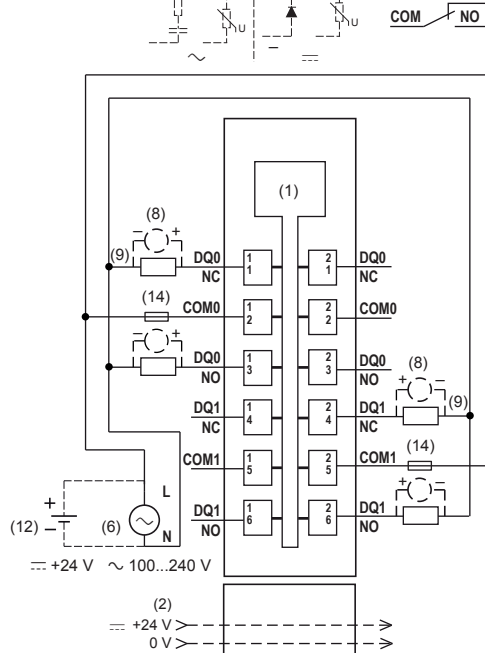 U U COM NO
~ – ⎓
(1)
(8)
– +
(9) DQ0 1 1 2 1 DQ0
NC NC
(14)
COM0 1 2 2 2 COM0
– +
DQ0 1 3 2 3 DQ0
NO NO
(8)
+ –
DQ1 1 4 2 4 DQ1 (9)
NC NC
(14)
COM1 1 5 2 5 COM1
+ –
DQ1 1 6 2 6 DQ1
NO NO
+ L
(12) – (6) ~ N
⎓ +24 V ~ 100...240 V
(2)
⎓ +24 V
0 V